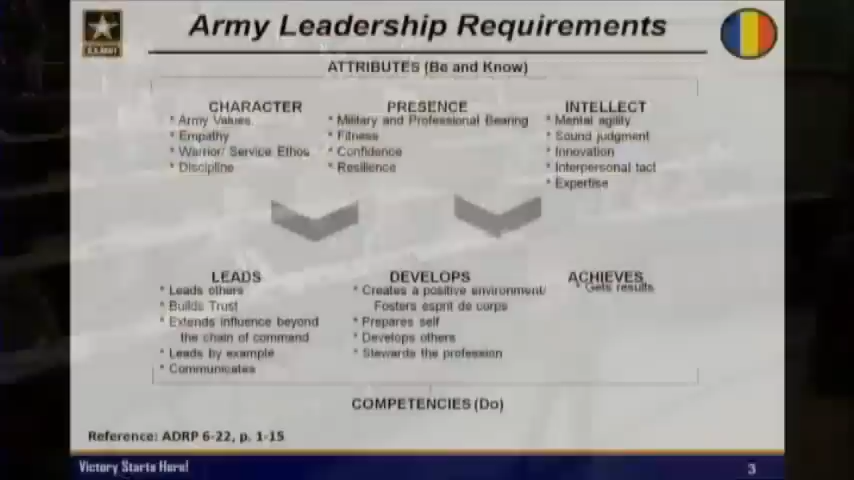 Army Leadership Requirements
U.S. ARMY
ATTRIBUTES (Be and Know)
CHARACTER
* Army Values
* Empathy
* Warrior/ Service Ethos
* Discipline
PRESENCE
* Military and Professional Bearing
* Fitness
* Confidence
* Resilience
INTELLECT
* Mental agility
* Sound judgment
* Innovation
* Interpersonal tact
* Expertise
LEADS
* Leads others
* Builds Trust
* Extends influence beyond
the chain of command
* Leads by example
* Communicates
DEVELOPS
* Creates a positive environment/
Fosters esprit de corps
* Prepares self
* Develops others
* Stewards the profession
ACHIEVES
* Gets results
COMPETENCIES (Do)
Reference: ADRP 6-22, p. 1-15
Victory Starts Here!
3